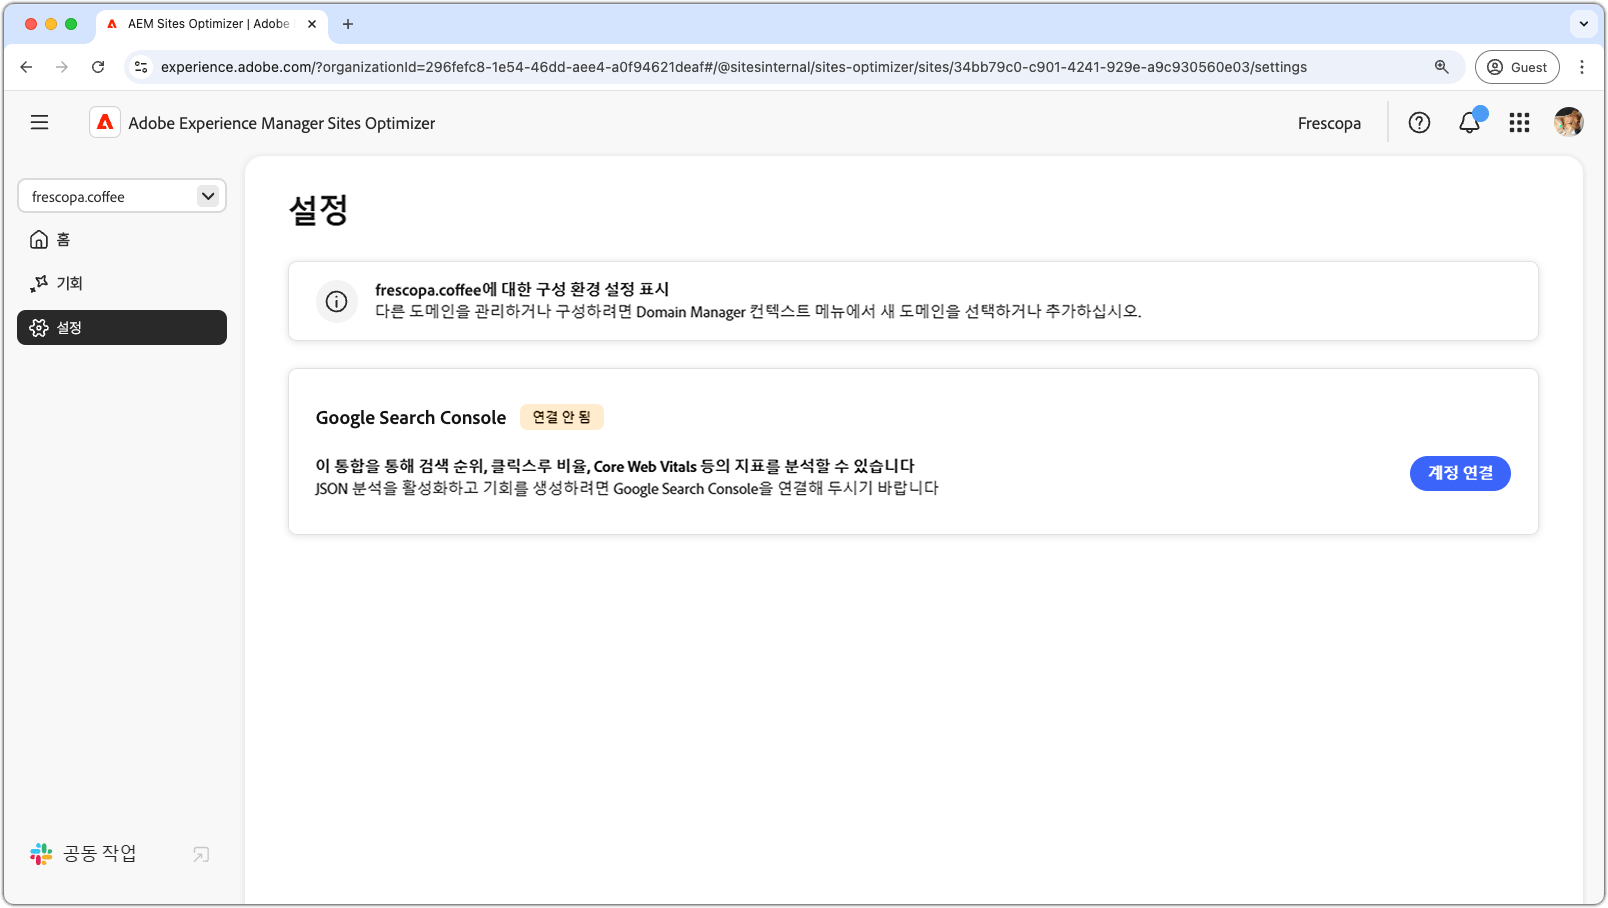 AEM Sites Optimizer | Adobe
experience.adobe.com/?organizationId=296fefc8-1e54-46dd-aee4-a0f94621deaf#/@sitesinternal/sites-optimizer/sites/34bb79c0-c901-4241-929e-a9c930560e03/settings
Guest
Adobe Experience Manager Sites Optimizer
Frescopa
frescopa.coffee
홈
기회
설정
설정
frescopa.coffee에 대한 구성 환경 설정 표시
다른 도메인을 관리하거나 구성하려면 Domain Manager 컨텍스트 메뉴에서 새 도메인을 선택하거나 추가하십시오.
Google Search Console 연결 안 됨
이 통합을 통해 검색 순위, 클릭스루 비율, Core Web Vitals 등의 지표를 분석할 수 있습니다
JSON 분석을 활성화하고 기회를 생성하려면 Google Search Console을 연결해 두시기 바랍니다
계정 연결
공동 작업